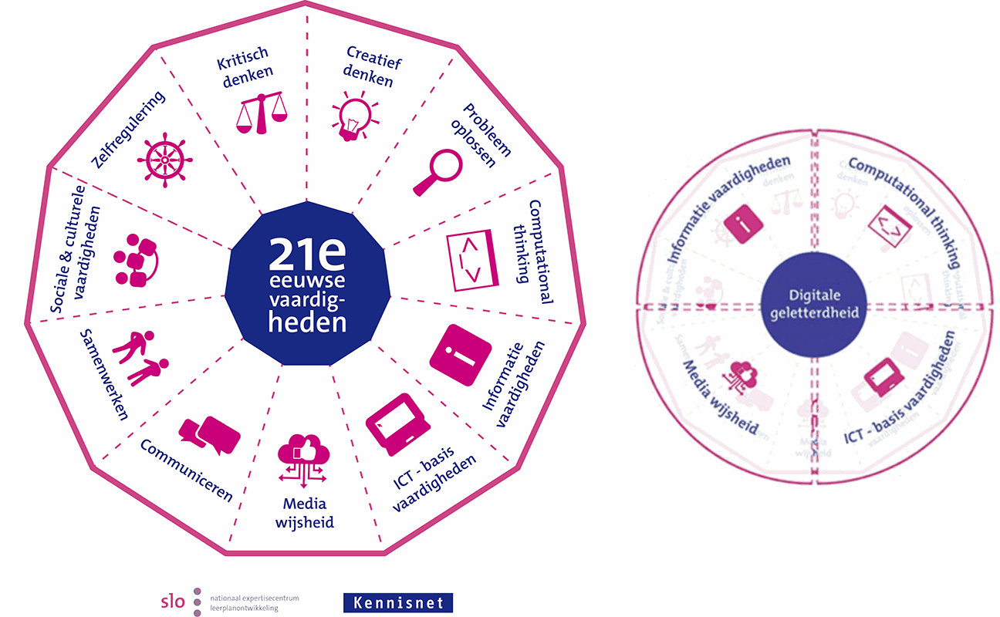 Kritisch
denken
Creatief
denken
Probleem
oplossen
Computational
thinking
Informatie
vaardigheden
ICT - basis
vaardigheden
Media
wijsheid
Communiceren
Samenwerken
Sociale & culturele
vaardigheden
Zelfregulering
21e
eeuwse
vaardig-
heden
slo
nationaal expertisecentrum
leerplanontwikkeling
Kennisnet
Informatie vaardigheden
Computational thinking
ICT - basis vaardigheden
Media wijsheid
Digitale
geletterdheid